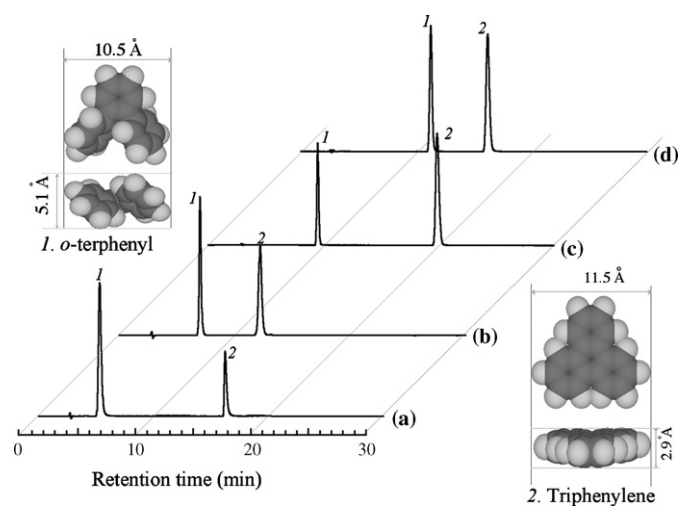 10.5 Å
5.1 Å
1. o-terphenyl
1
2
(d)
1
2
(c)
1
2
(b)
1
2
(a)
11.5 Å
2.9 Å
2. Triphenylene
0 10 20 30
Retention time (min)